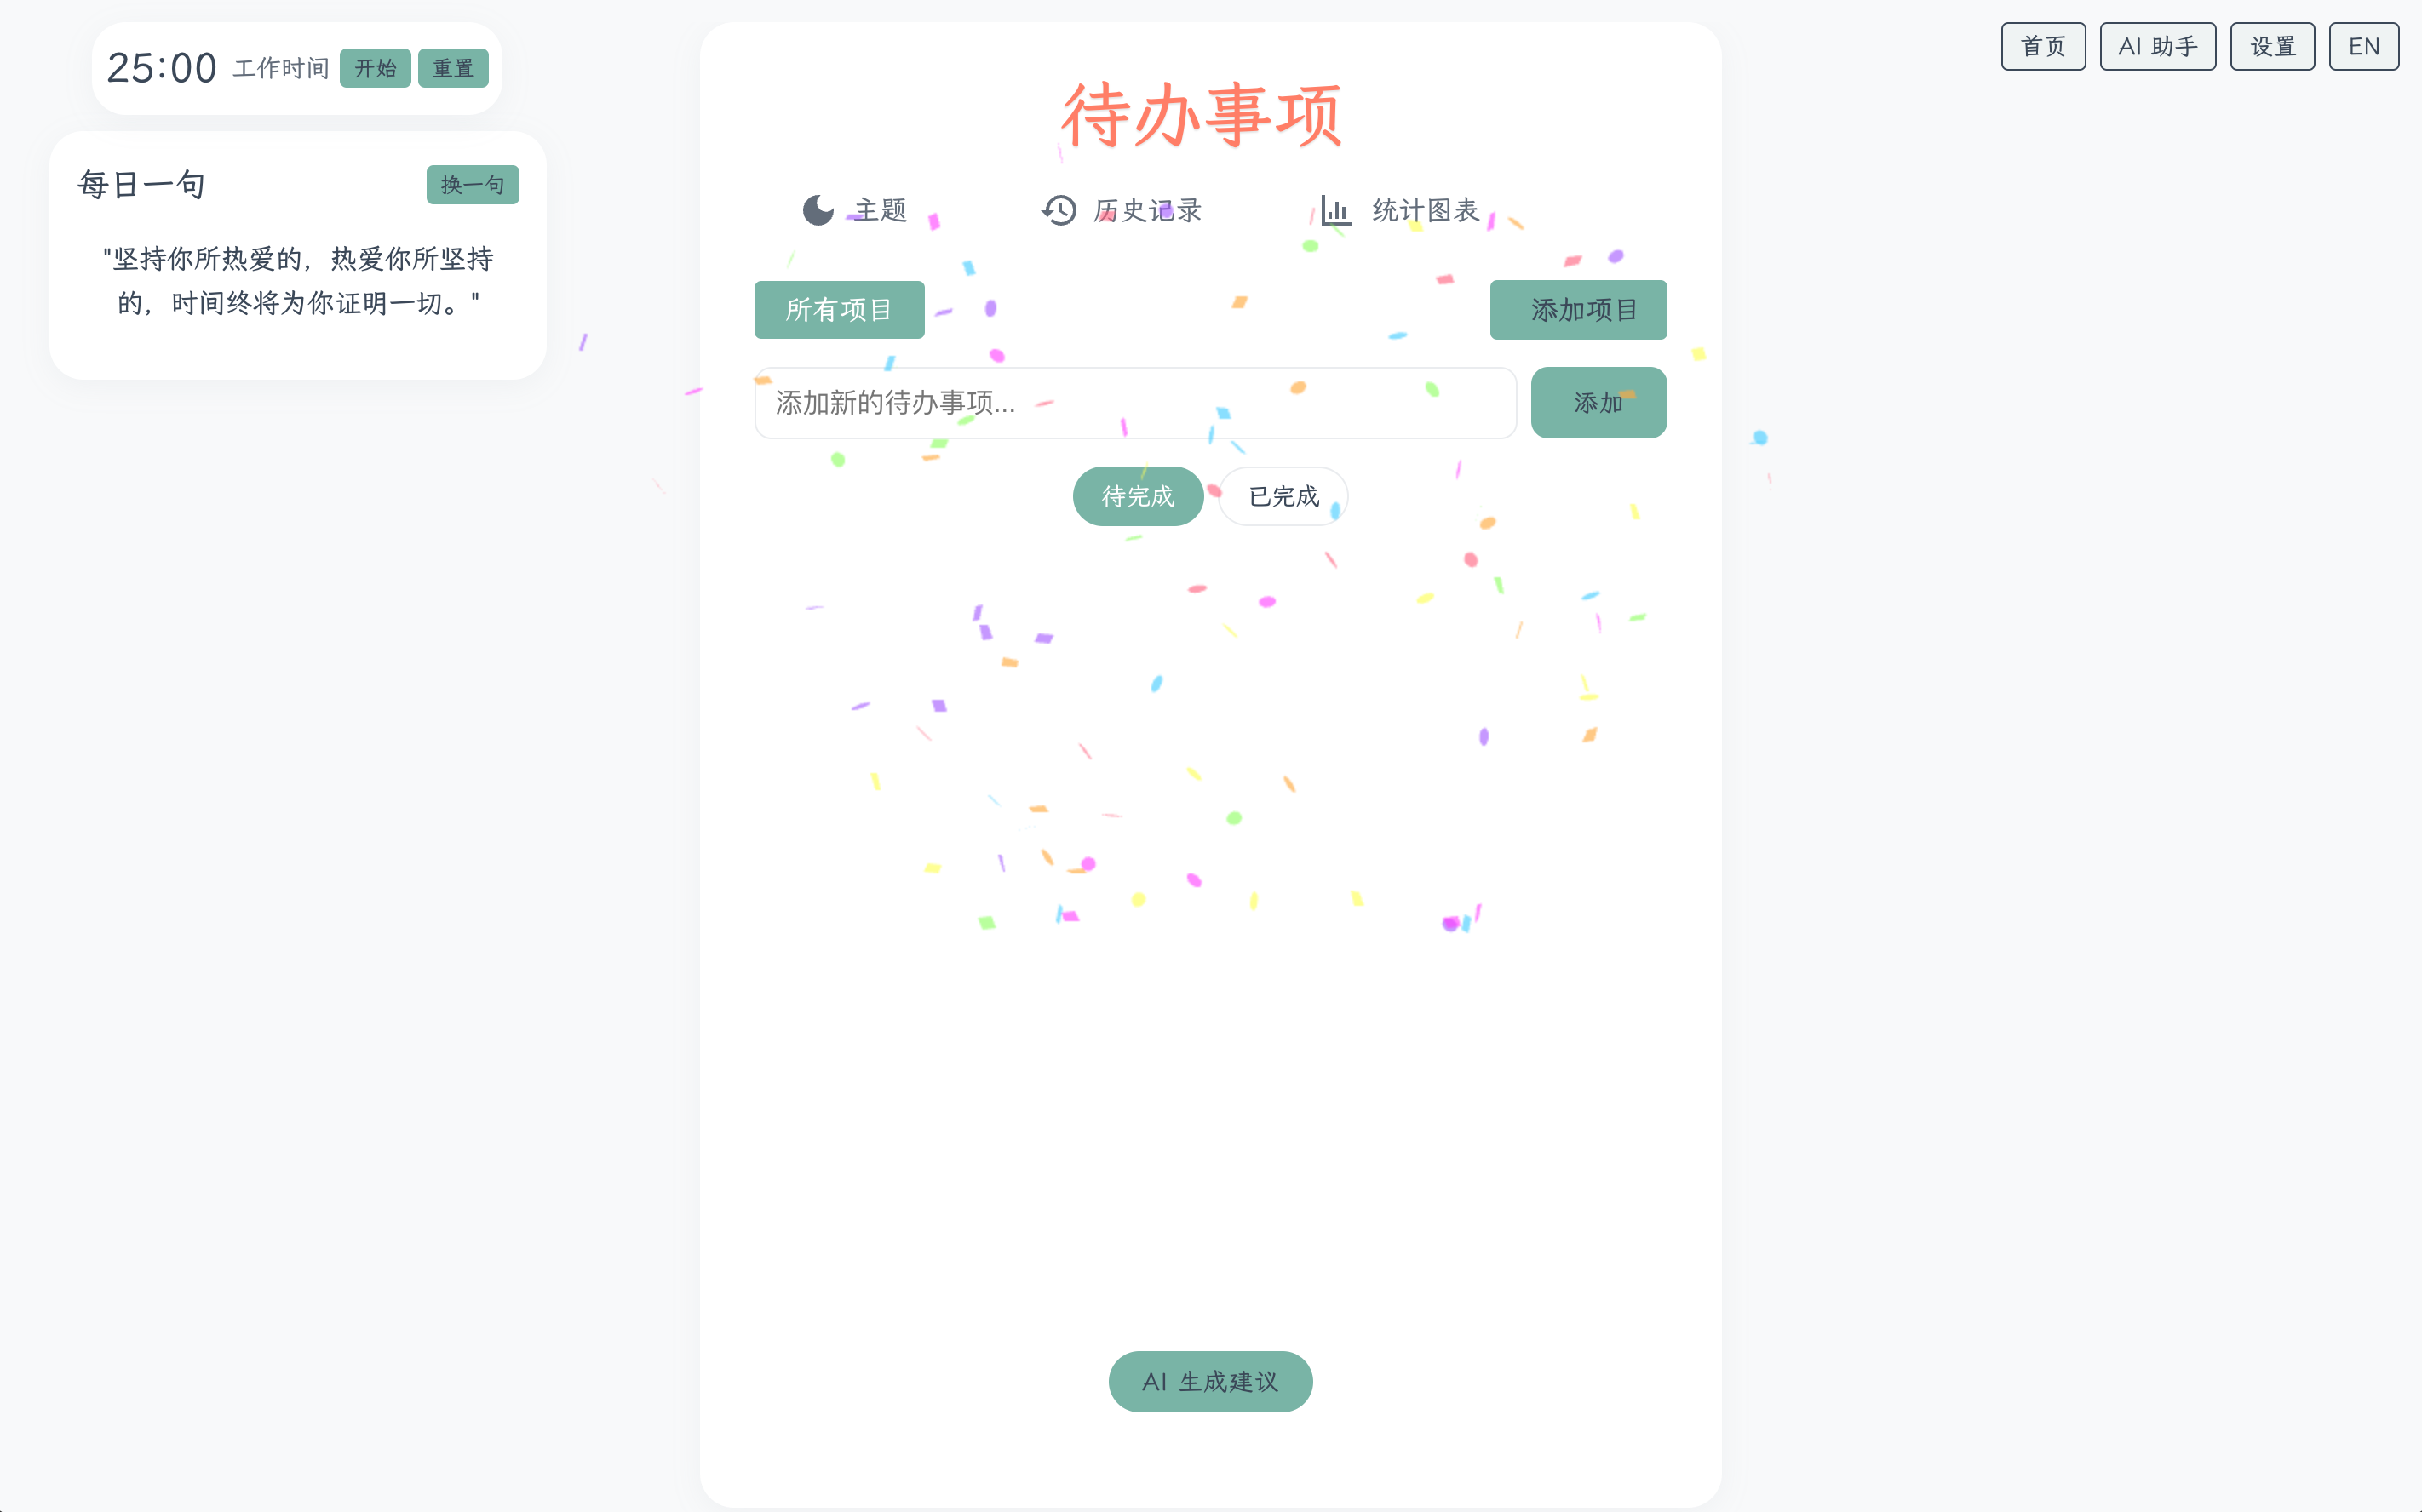 25:00 工作时间 开始 重置
每日一句 换一句
"坚持你所热爱的，热爱你所坚持
的，时间终将为你证明一切。"
待办事项
主题 历史记录 统计图表
所有项目 添加项目
添加新的待办事项... 添加
待完成 已完成
AI 生成建议
首页 AI 助手 设置 EN